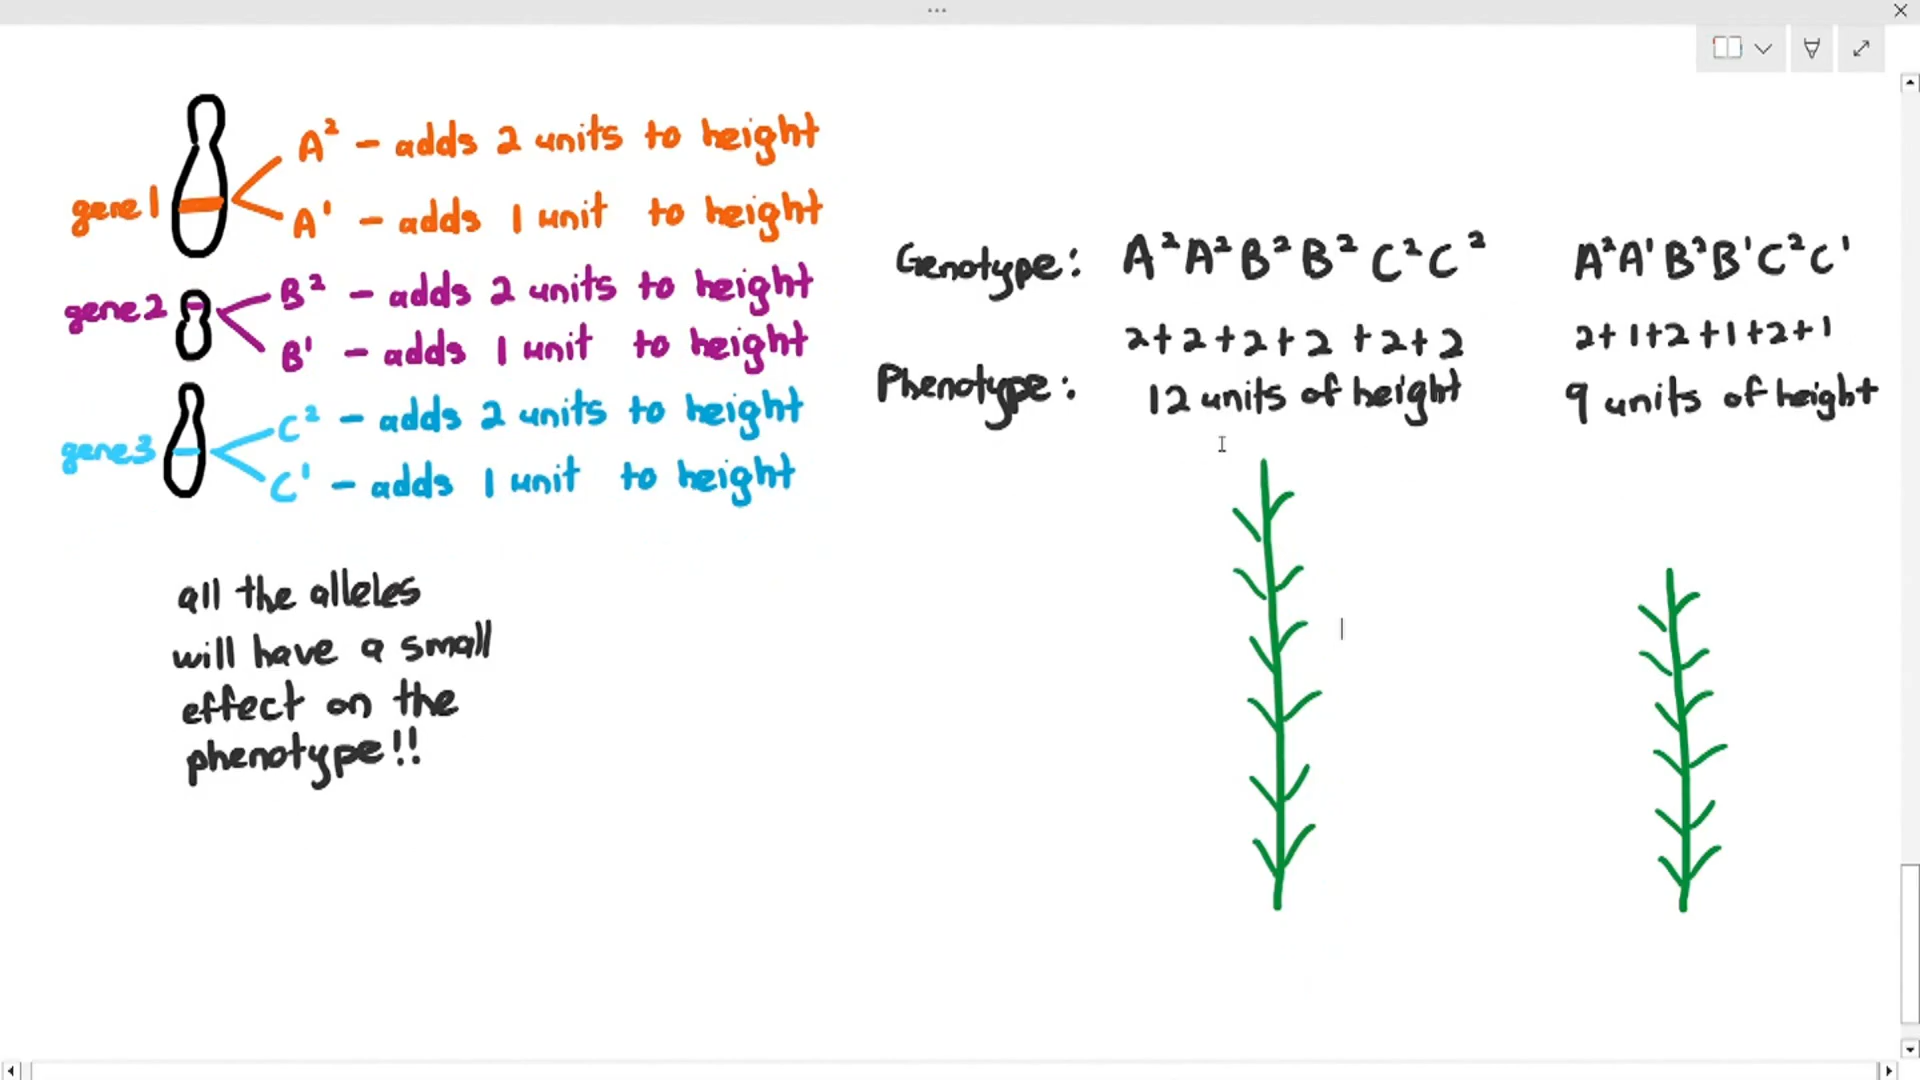 gene 1
A² – adds 2 units to height
A¹ – adds 1 unit to height
gene 2
B² – adds 2 units to height
B¹ – adds 1 unit to height
gene 3
C² – adds 2 units to height
C¹ – adds 1 unit to height
all the alleles
will have a small
effect on the
phenotype!!
Genotype: A²A²B²B²C²C² A²A¹B²B¹C²C¹
2+2+2+2+2+2 2+1+2+1+2+1
Phenotype: 12 units of height 9 units of height